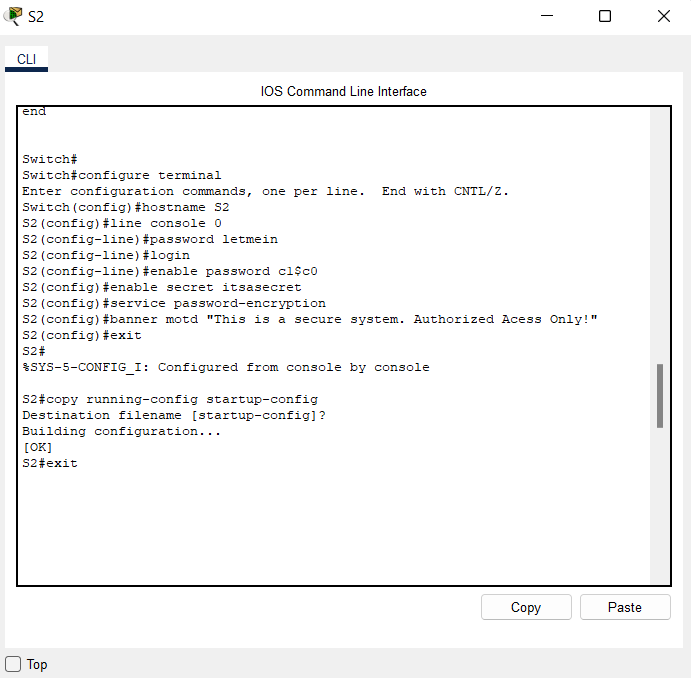 S2
CLI
IOS Command Line Interface
end
Switch#
Switch#configure terminal
Enter configuration commands, one per line.  End with CNTL/Z.
Switch(config)#hostname S2
S2(config)#line console 0
S2(config-line)#password letmein
S2(config-line)#login
S2(config-line)#enable password c1$c0
S2(config)#enable secret itsasecret
S2(config)#service password-encryption
S2(config)#banner motd "This is a secure system. Authorized Acess Only!"
S2(config)#exit
S2#
%SYS-5-CONFIG_I: Configured from console by console
S2#copy running-config startup-config
Destination filename [startup-config]?
Building configuration...
[OK]
S2#exit
Copy
Paste
Top